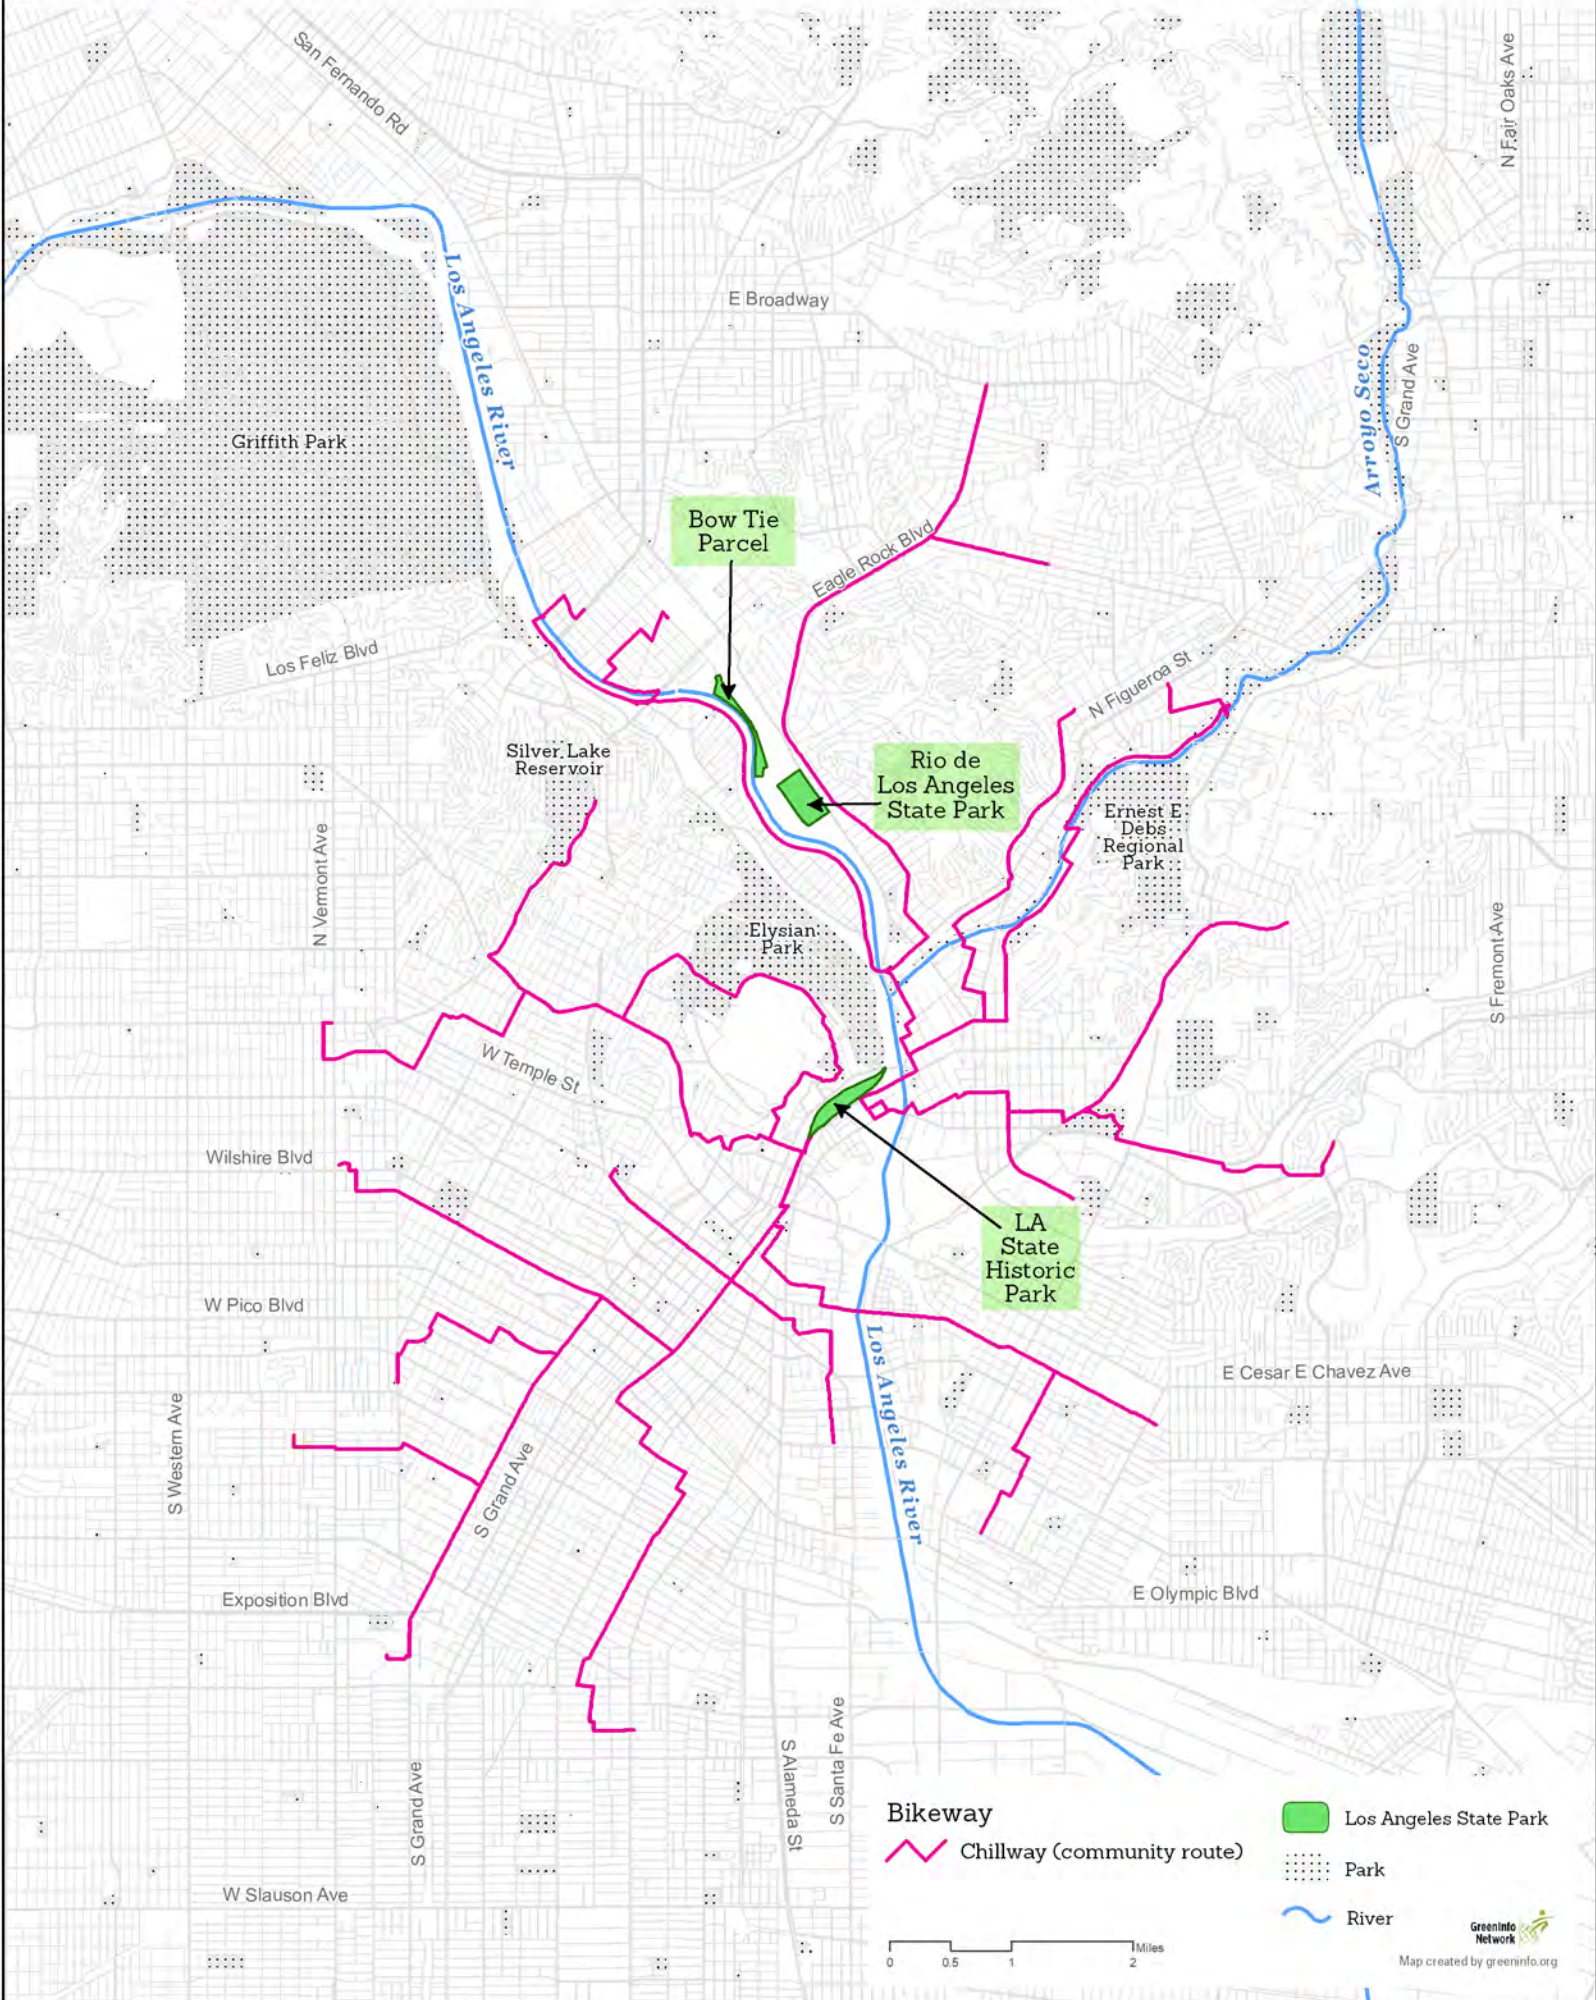 San Fernando Rd
N Fair Oaks Ave
Los Angeles River
E Broadway
Arroyo Seco
S Grand Ave
Griffith Park
Bow Tie
Parcel
Eagle Rock Blvd
Los Feliz Blvd
N Figueroa St
Silver Lake
Reservoir
Rio de
Los Angeles
State Park
Ernest E
Debs
Regional
Park
N Vermont Ave
Elysian
Park
S Fremont Ave
W Temple St
Wilshire Blvd
LA
State
Historic
Park
W Pico Blvd
Los Angeles River
E Cesar E Chavez Ave
S Western Ave
S Grand Ave
Exposition Blvd
E Olympic Blvd
S Grand Ave
S Alameda St
S Santa Fe Ave
W Slauson Ave
Bikeway
Chillway (community route)
Los Angeles State Park
Park
River
0 0.5 1 2 Miles
GreenInfo
Network
Map created by greeninfo.org